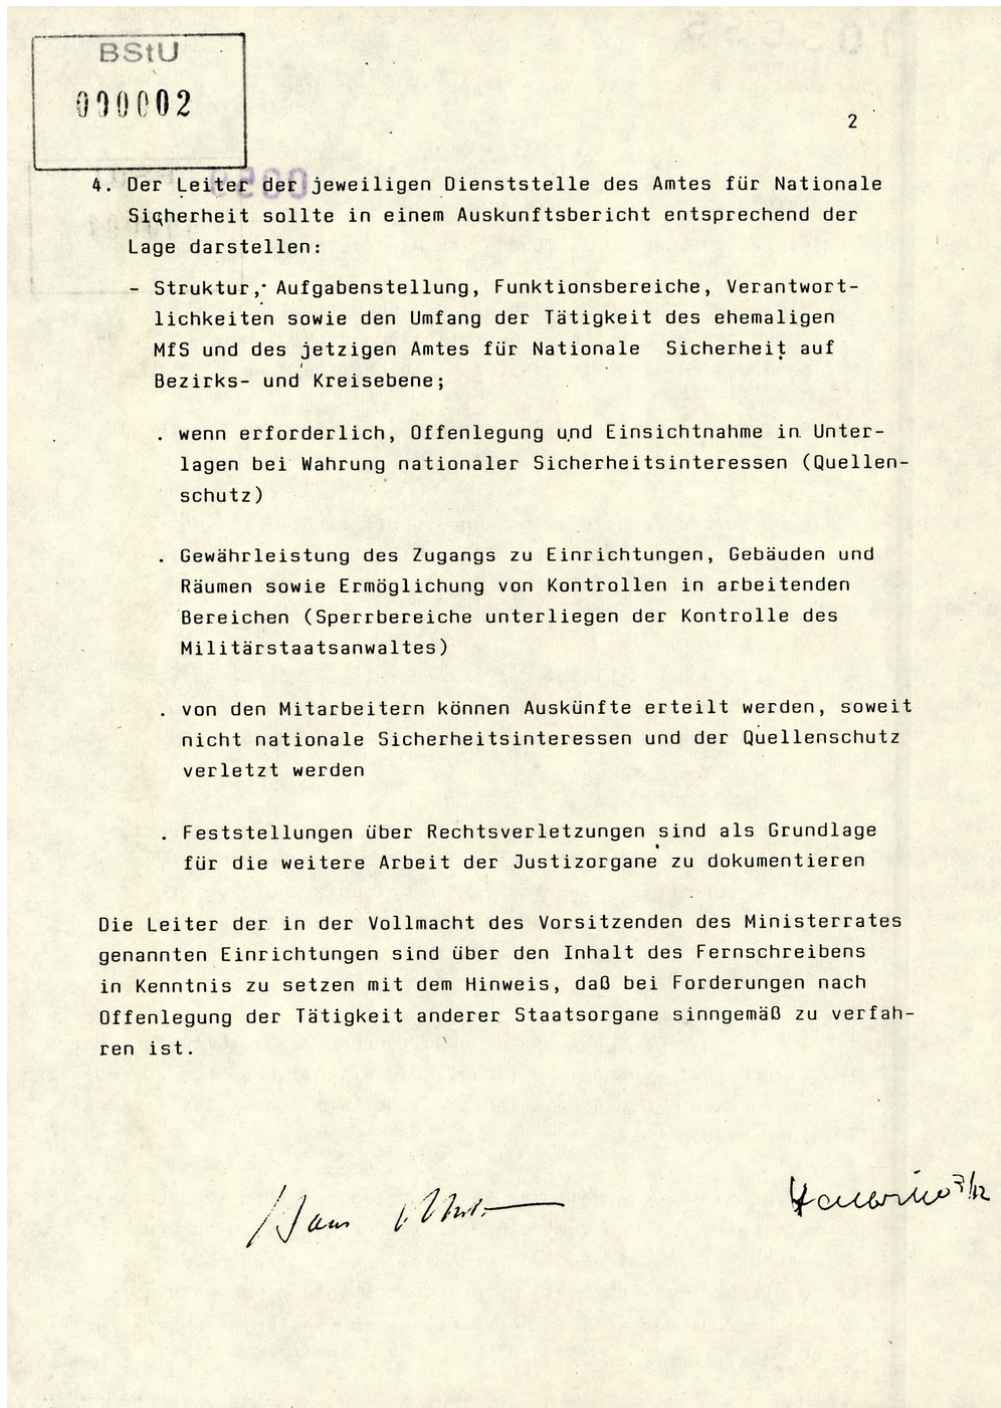 BStU
000002
2
4. Der Leiter der jeweiligen Dienststelle des Amtes für Nationale
Sicherheit sollte in einem Auskunftsbericht entsprechend der
Lage darstellen:
- Struktur, Aufgabenstellung, Funktionsbereiche, Verantwort-
lichkeiten sowie den Umfang der Tätigkeit des ehemaligen
MfS und des jetzigen Amtes für Nationale Sicherheit auf
Bezirks- und Kreisebene;
. wenn erforderlich, Offenlegung und Einsichtnahme in Unter-
lagen bei Wahrung nationaler Sicherheitsinteressen (Quellen-
schutz)
. Gewährleistung des Zugangs zu Einrichtungen, Gebäuden und
Räumen sowie Ermöglichung von Kontrollen in arbeitenden
Bereichen (Sperrbereiche unterliegen der Kontrolle des
Militärstaatsanwaltes)
. von den Mitarbeitern können Auskünfte erteilt werden, soweit
nicht nationale Sicherheitsinteressen und der Quellenschutz
verletzt werden
. Feststellungen über Rechtsverletzungen sind als Grundlage
für die weitere Arbeit der Justizorgane zu dokumentieren
Die Leiter der in der Vollmacht des Vorsitzenden des Ministerrates
genannten Einrichtungen sind über den Inhalt des Fernschreibens
in Kenntnis zu setzen mit dem Hinweis, daß bei Forderungen nach
Offenlegung der Tätigkeit anderer Staatsorgane sinngemäß zu verfah-
ren ist.
Hans